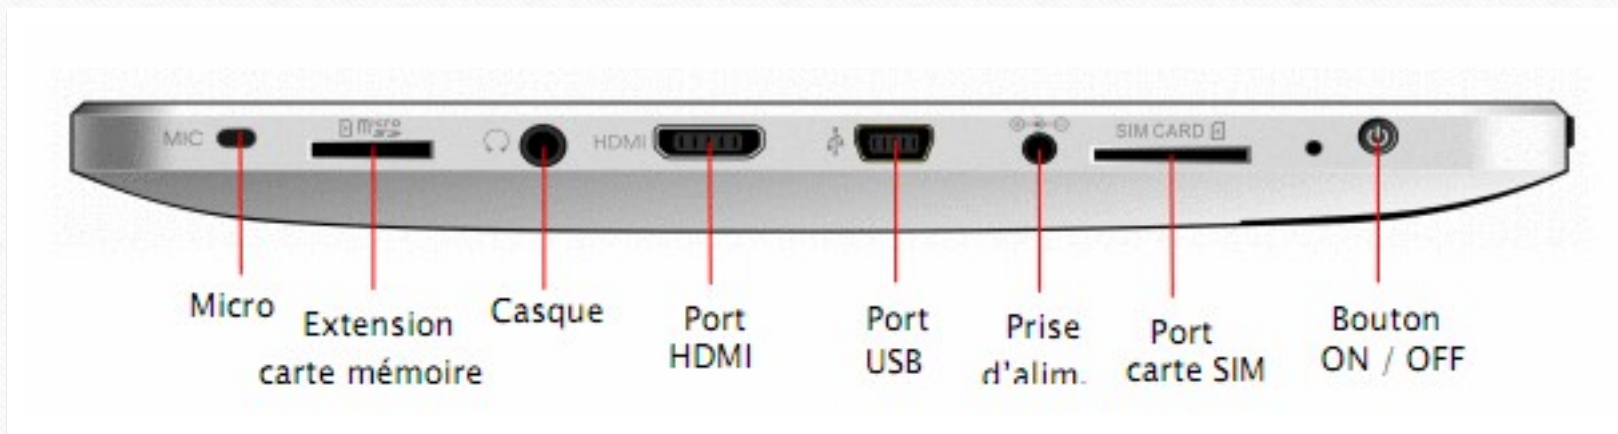 MIC
micro
HDMI
SIM CARD
Micro
Extension
carte mémoire
Casque
Port
HDMI
Port
USB
Prise
d'alim.
Port
carte SIM
Bouton
ON / OFF